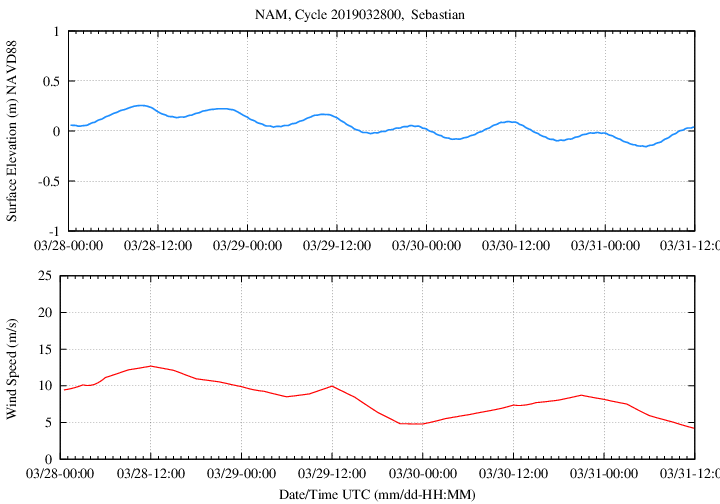 NAM, Cycle 2019032800,  Sebastian
Surface Elevation (m) NAVD88
1
0.5
0
-0.5
-1
03/28-00:00 03/28-12:00 03/29-00:00 03/29-12:00 03/30-00:00 03/30-12:00 03/31-00:00 03/31-12:0
Wind Speed (m/s)
25
20
15
10
5
0
03/28-00:00 03/28-12:00 03/29-00:00 03/29-12:00 03/30-00:00 03/30-12:00 03/31-00:00 03/31-12:0
Date/Time UTC (mm/dd-HH:MM)